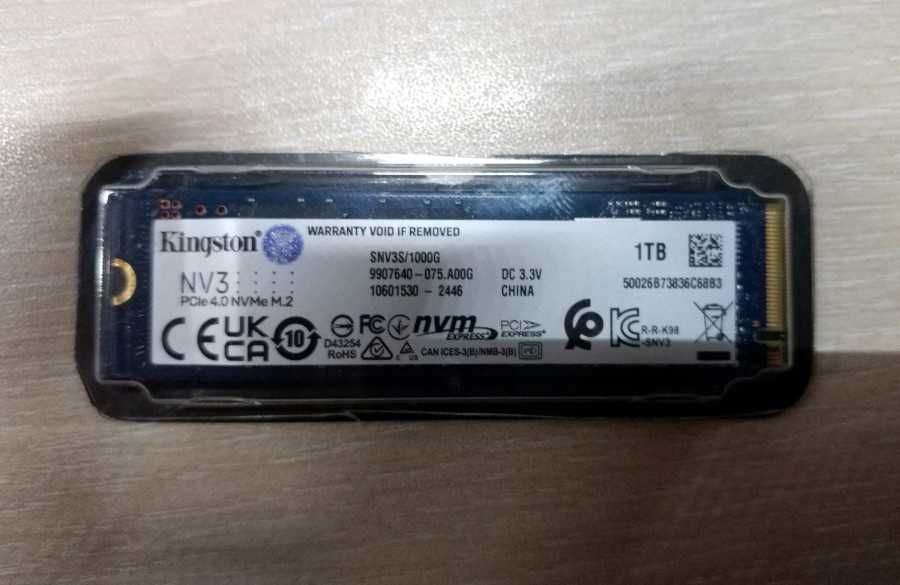 Kingston
WARRANTY VOID IF REMOVED
SNV3S/1000G
9907640-075.A00G
DC 3.3V
10601530 - 2446
CHINA
1TB
50026B73836C68B3
NV3
PCIe 4.0 NVMe M.2
CE
UK
CA
10
D43254
RoHS
FC
US
nvm
EXPRESS
PCI
EXPRESS
CAN ICES-3(B)/NMB-3(B)
R-R-K98
-SNV3